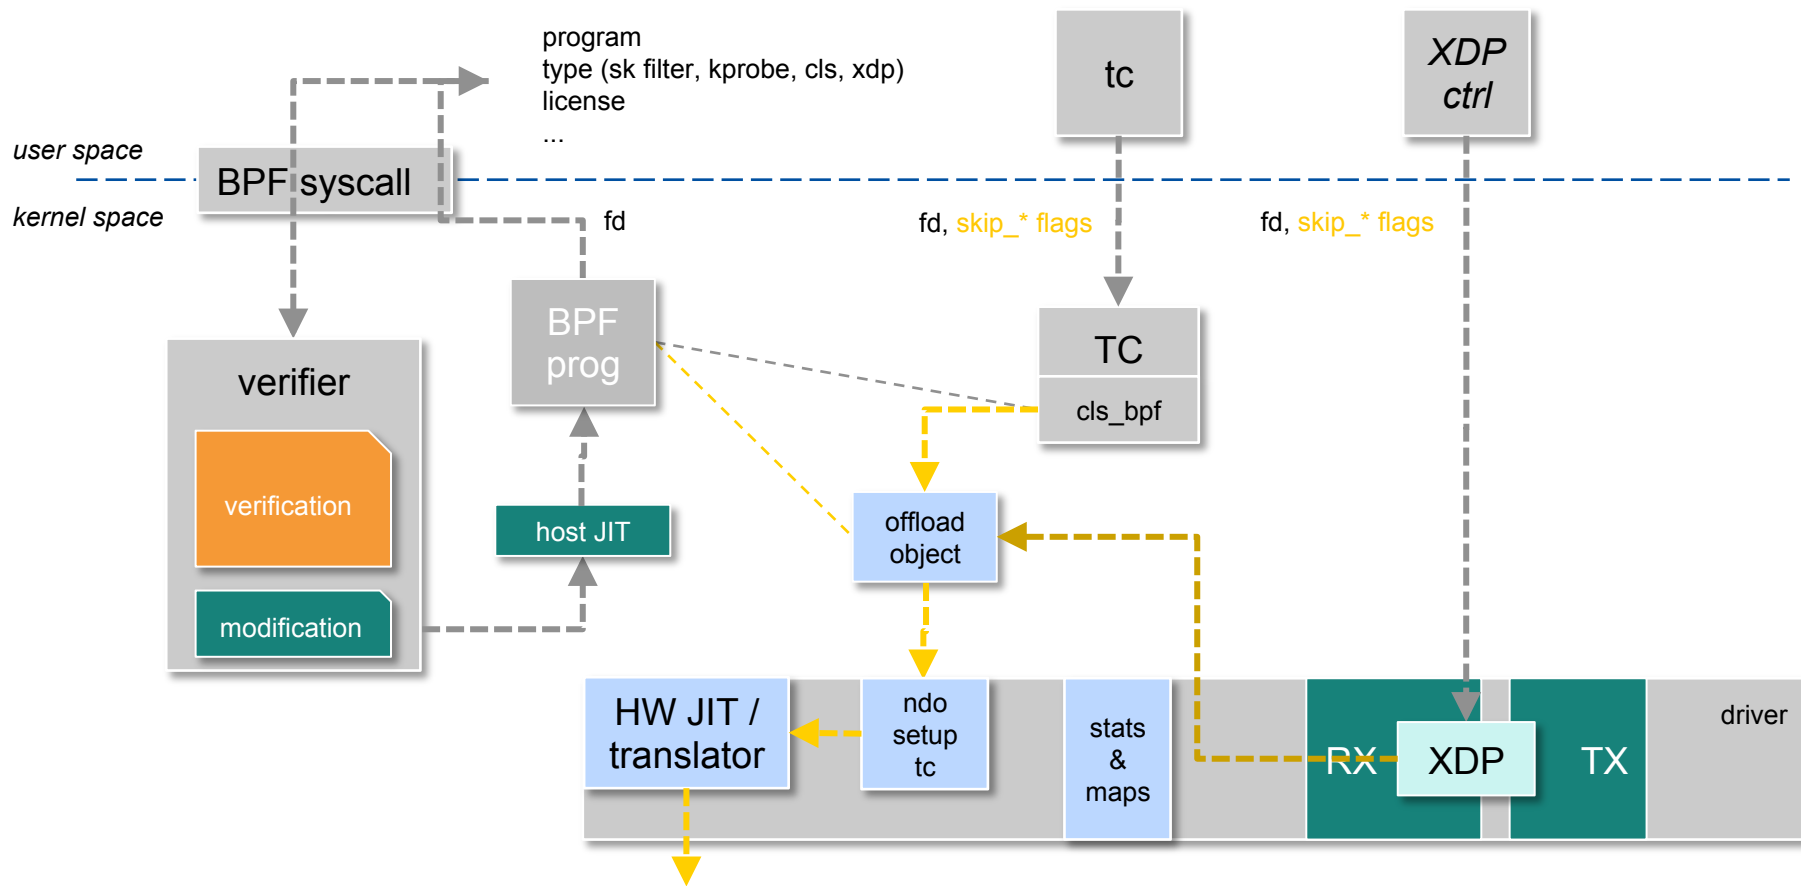 program
type (sk filter, kprobe, cls, xdp)
license
...
tc
XDP
ctrl
user space
BPF syscall
kernel space
fd
fd, skip_* flags
fd, skip_* flags
BPF
prog
TC
cls_bpf
verifier
verification
modification
host JIT
offload
object
HW JIT /
translator
ndo
setup
tc
stats
&
maps
RX
XDP
TX
driver